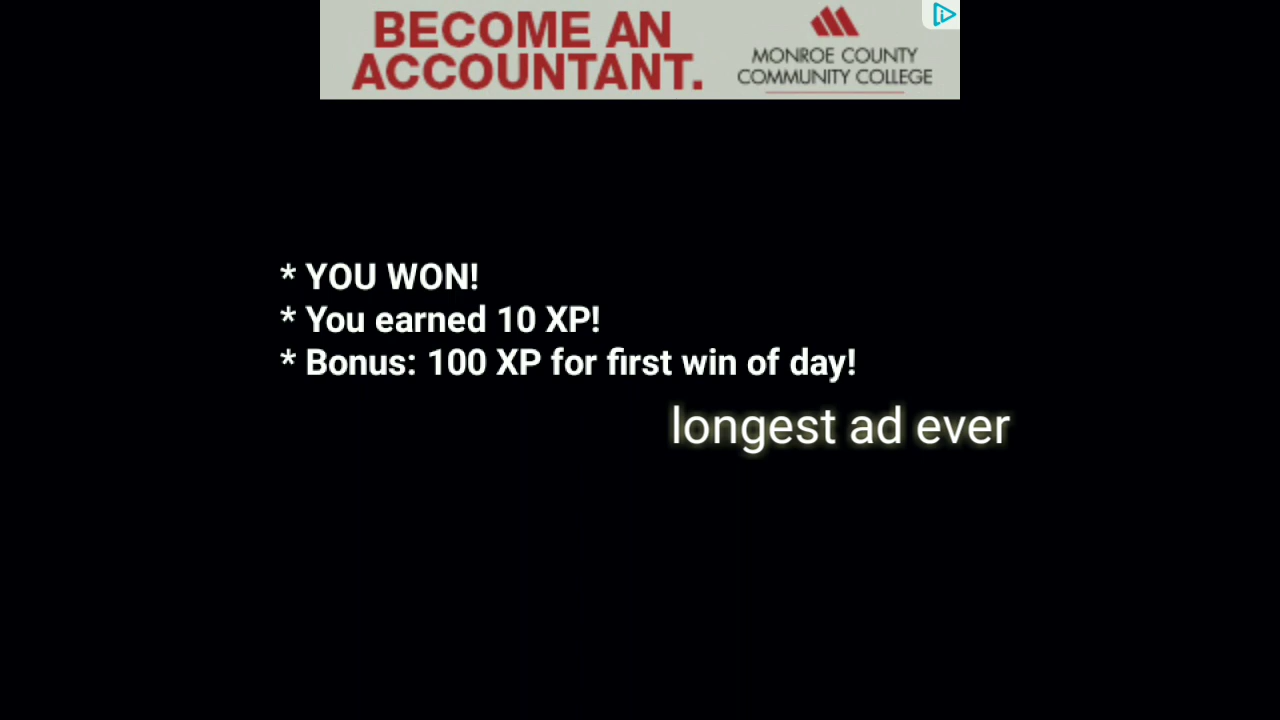 BECOME AN
ACCOUNTANT.
MONROE COUNTY
COMMUNITY COLLEGE
* YOU WON!
* You earned 10 XP!
* Bonus: 100 XP for first win of day!
longest ad ever